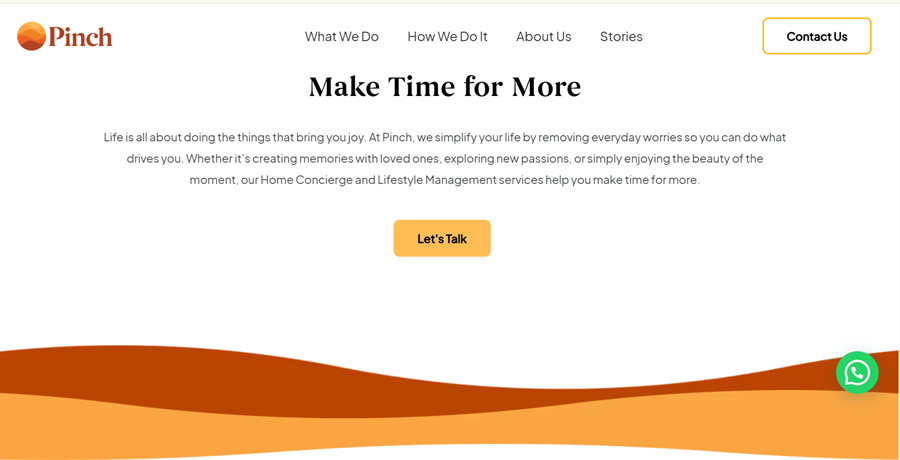 Pinch
What We Do
How We Do It
About Us
Stories
Contact Us
Make Time for More
Life is all about doing the things that bring you joy. At Pinch, we simplify your life by removing everyday worries so you can do what
drives you. Whether it's creating memories with loved ones, exploring new passions, or simply enjoying the beauty of the
moment, our Home Concierge and Lifestyle Management services help you make time for more.
Let's Talk